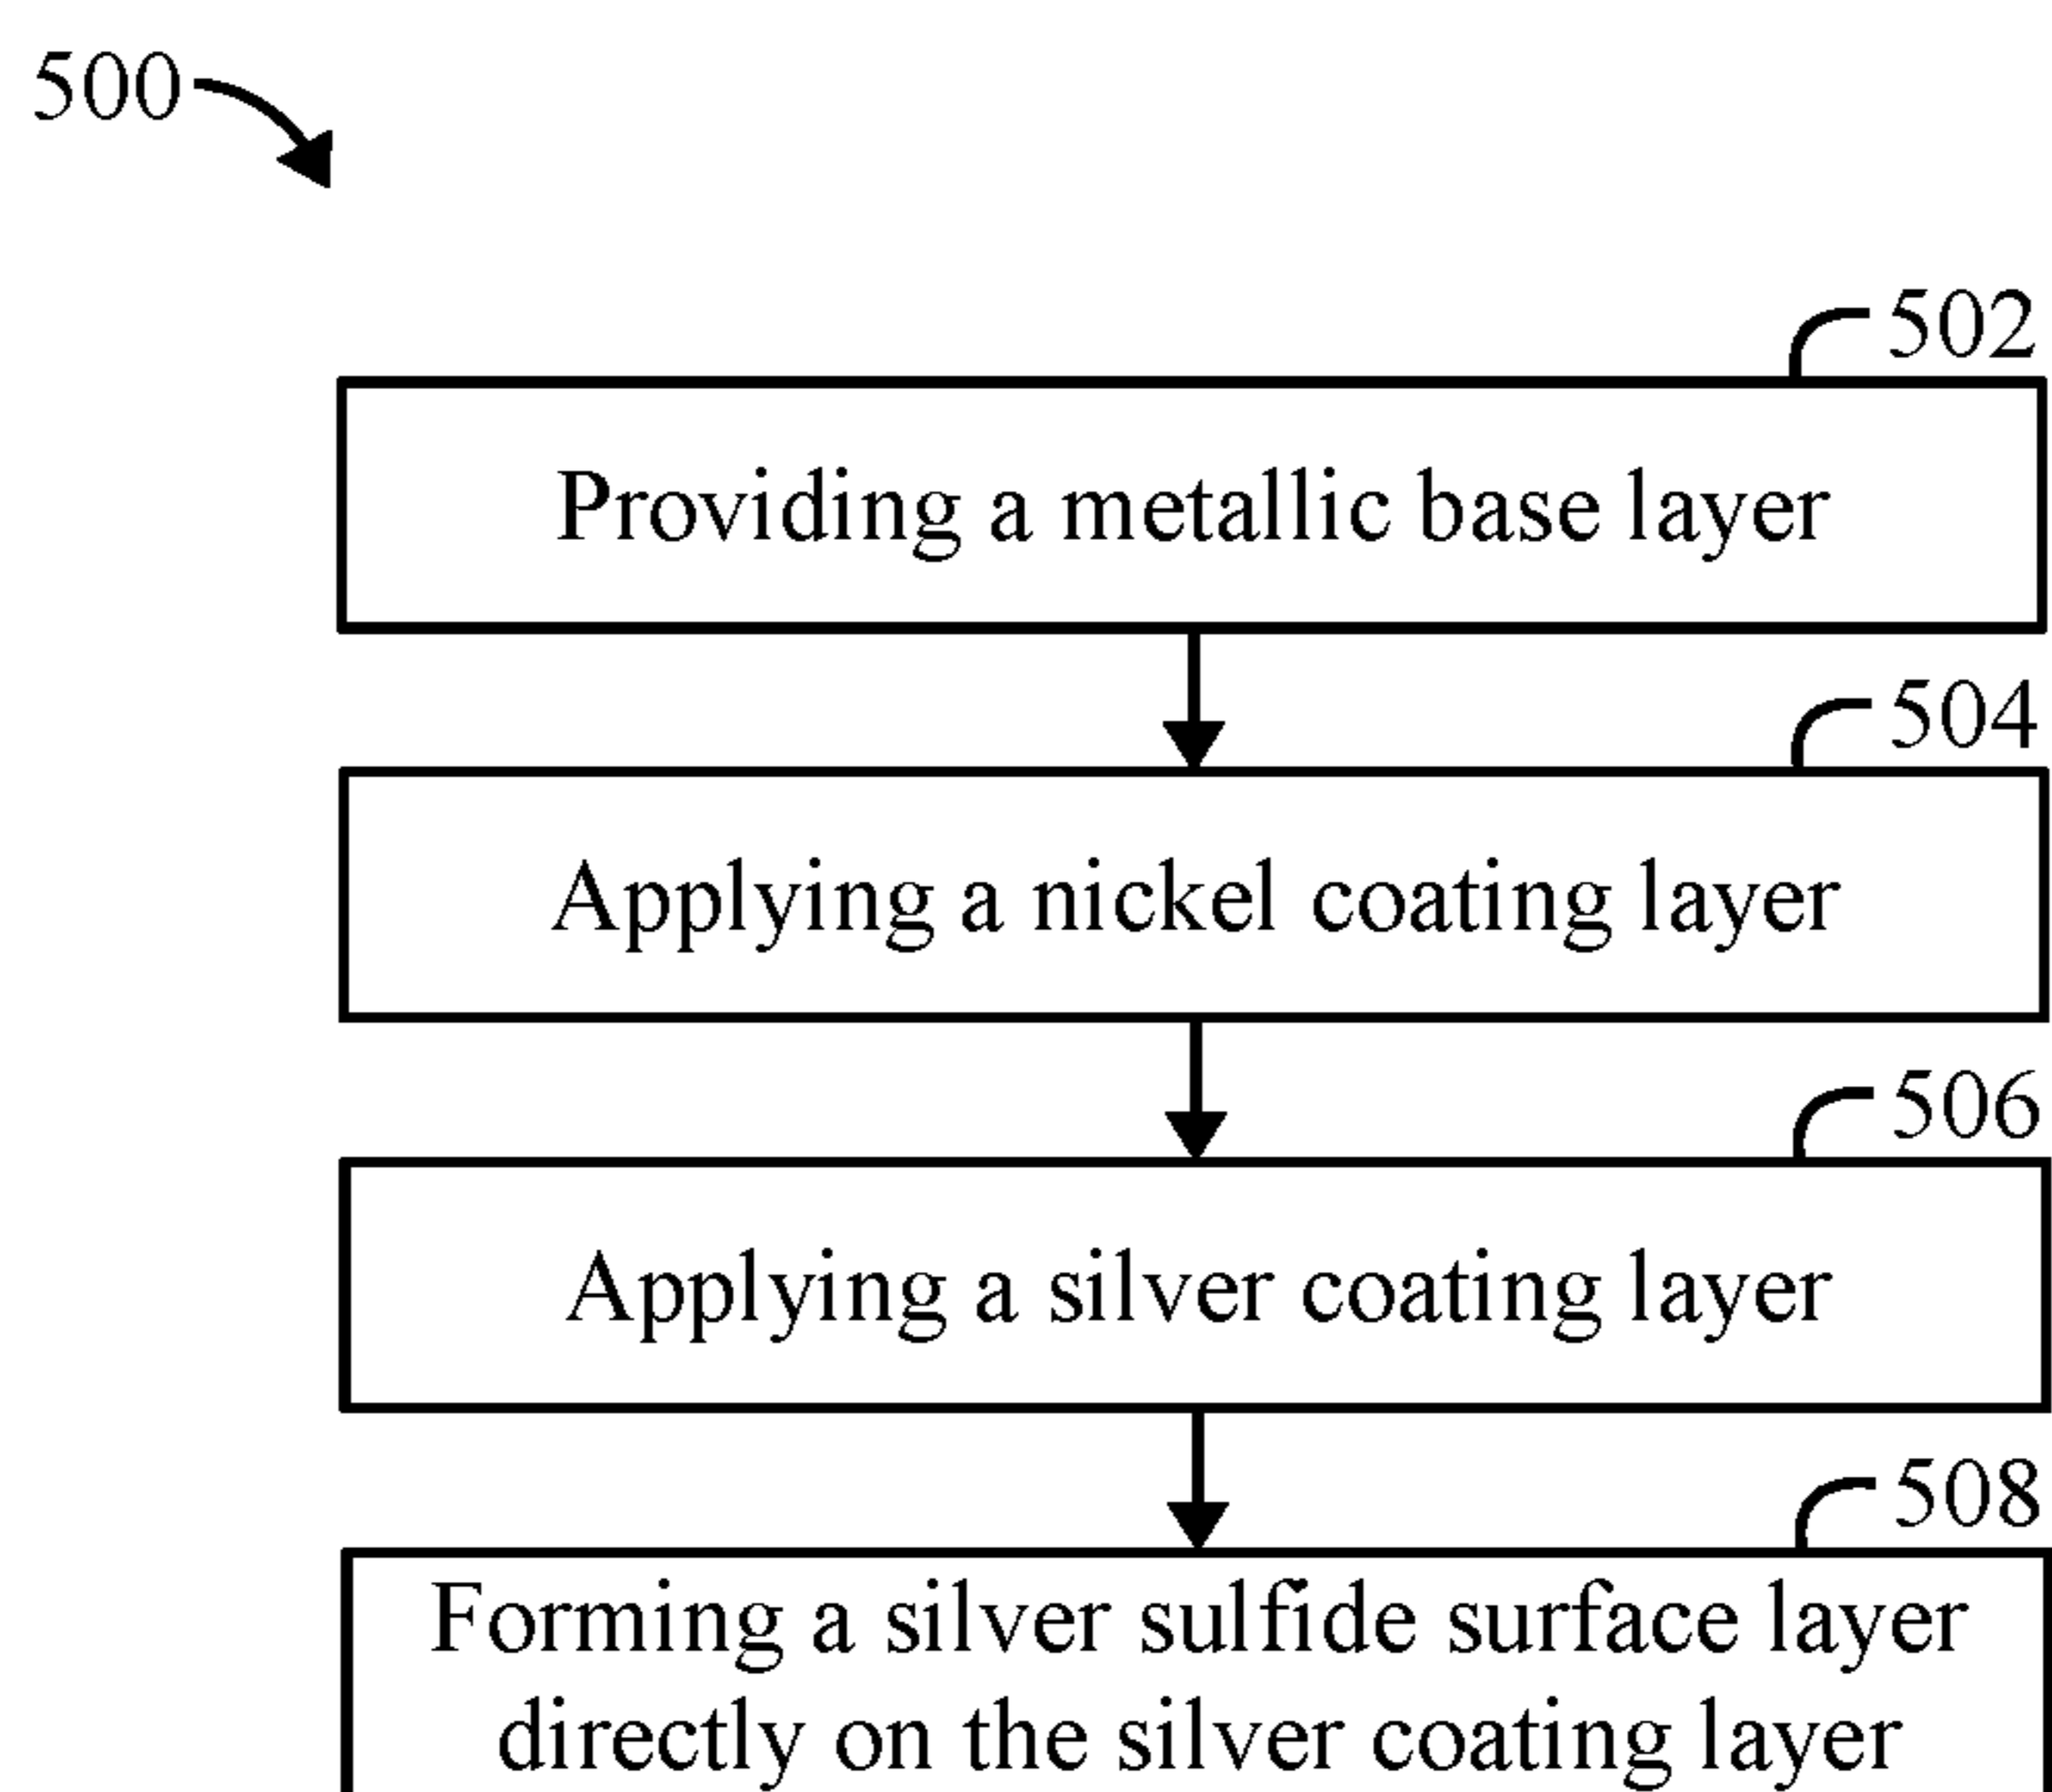 500
502
Providing a metallic base layer
504
Applying a nickel coating layer
506
Applying a silver coating layer
508
Forming a silver sulfide surface layer
directly on the silver coating layer